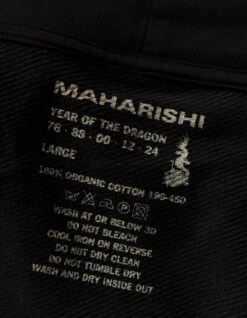 MAHARISHI
YEAR OF THE DRAGON
76 · 88 · 00 · 12 · 24
LARGE
100% ORGANIC COTTON 190-450
WASH AT OR BELOW 30
DO NOT BLEACH
COOL IRON ON REVERSE
DO NOT DRY CLEAN
DO NOT TUMBLE DRY
WASH AND DRY INSIDE OUT